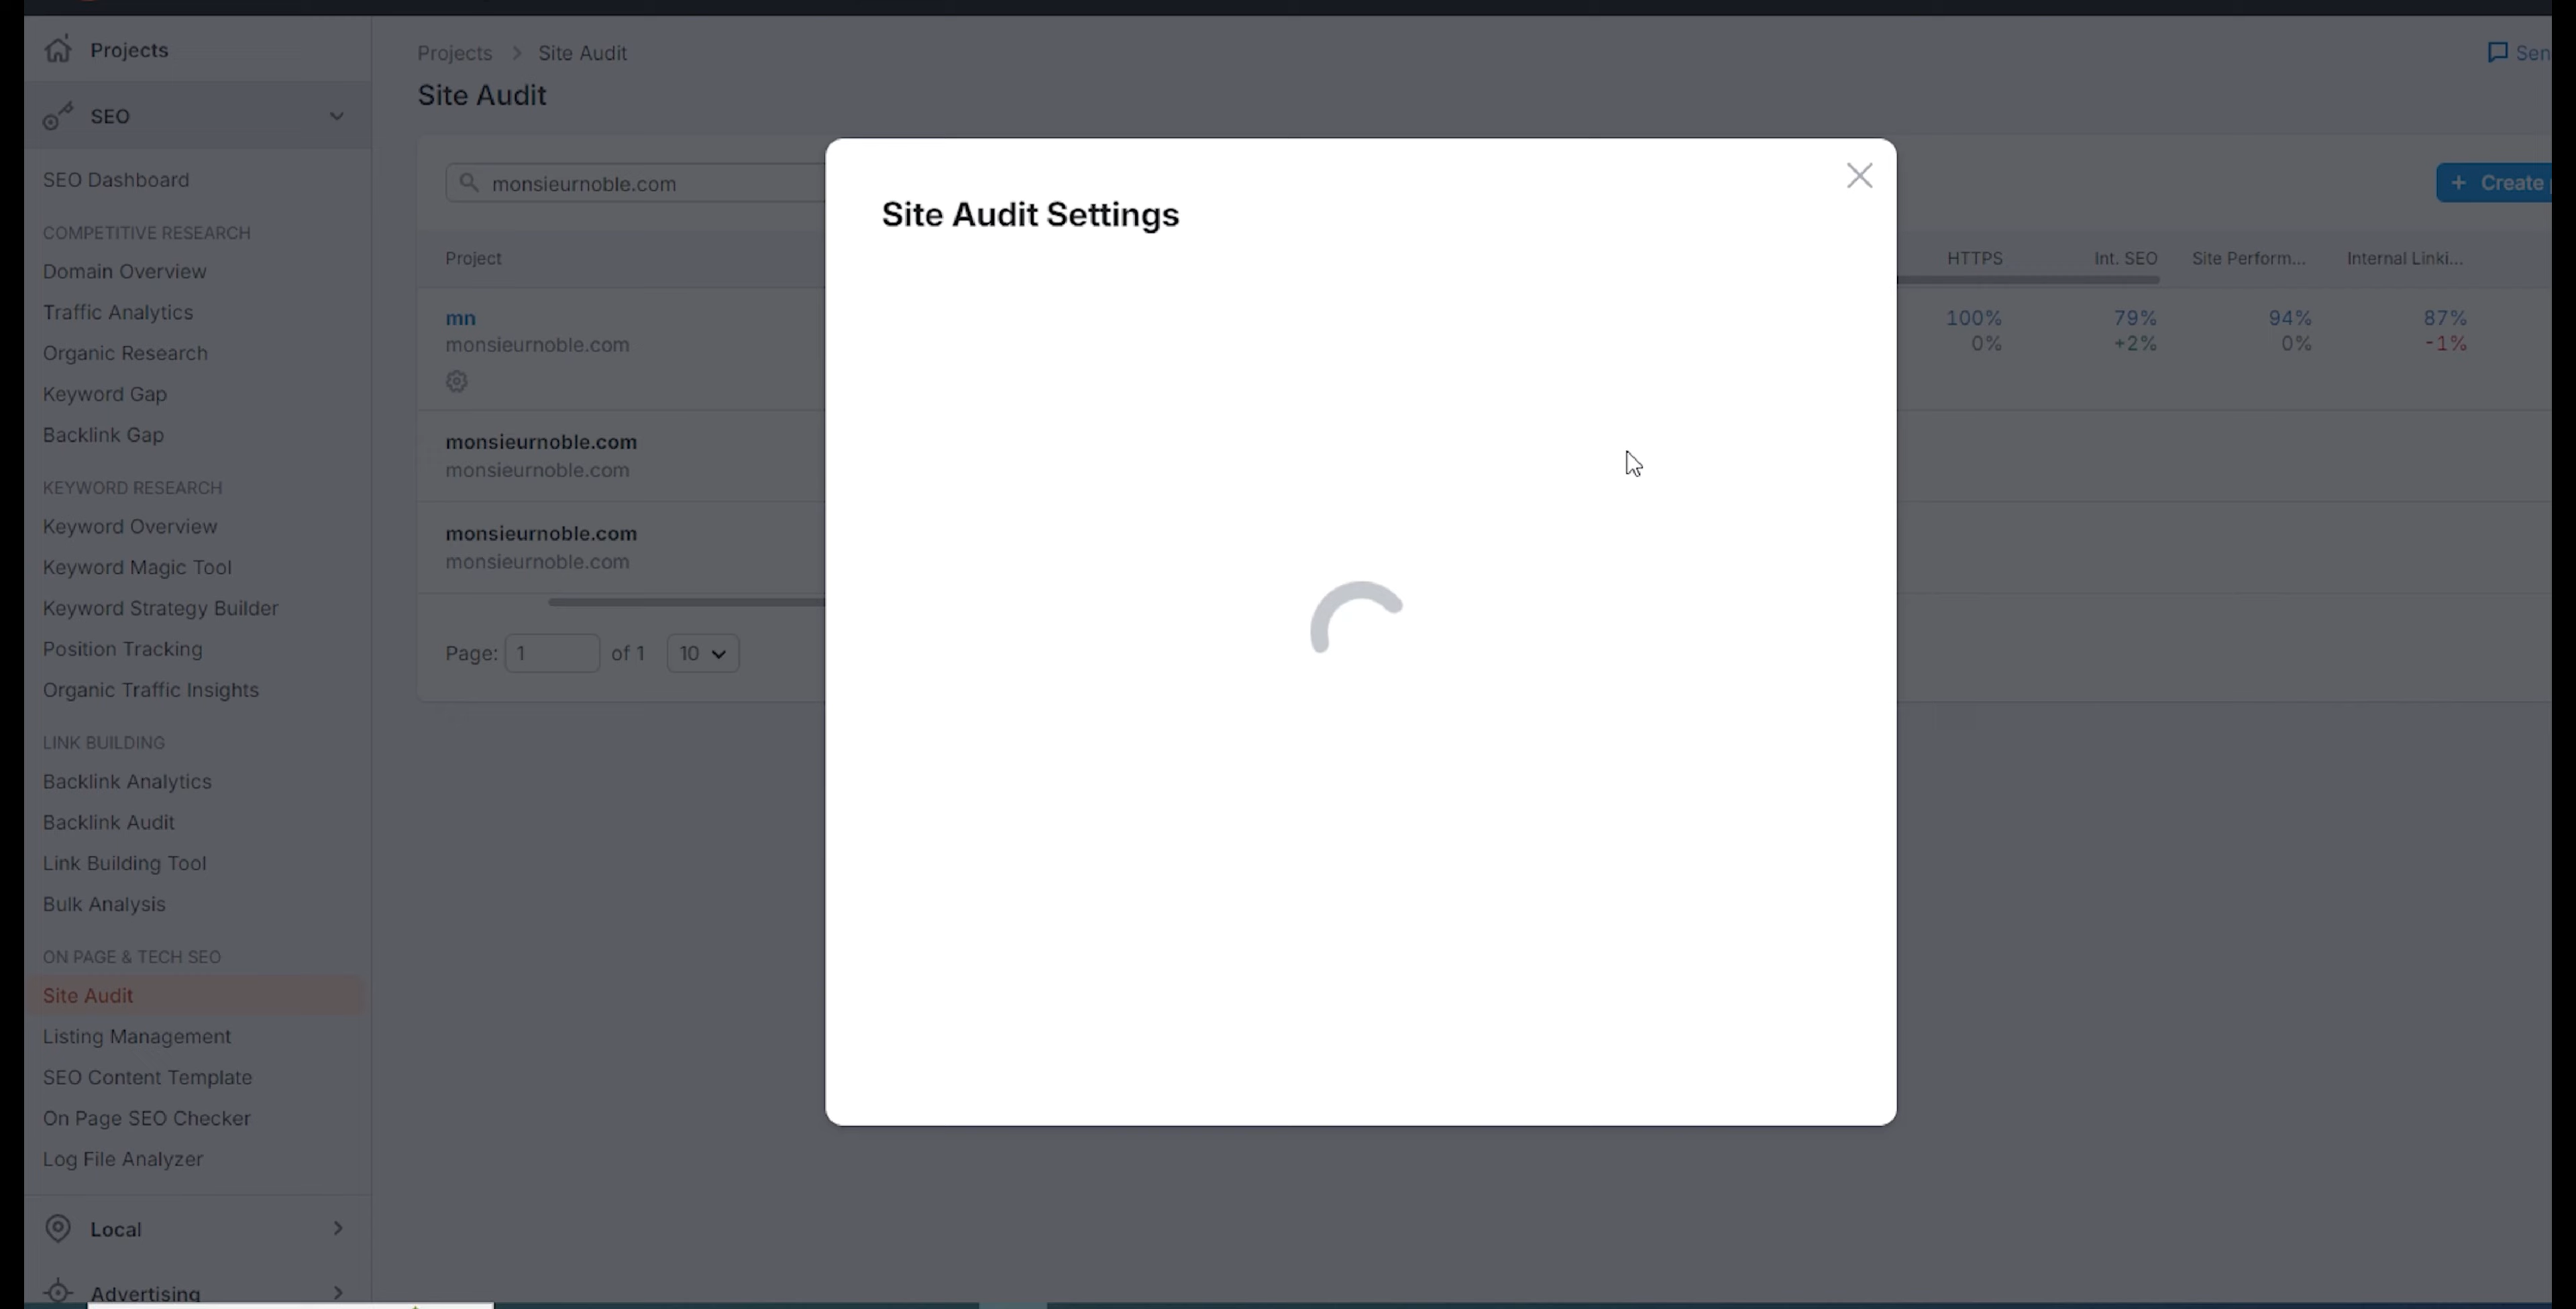 Projects
SEO
SEO Dashboard
COMPETITIVE RESEARCH
Domain Overview
Traffic Analytics
Organic Research
Keyword Gap
Backlink Gap
KEYWORD RESEARCH
Keyword Overview
Keyword Magic Tool
Keyword Strategy Builder
Position Tracking
Organic Traffic Insights
LINK BUILDING
Backlink Analytics
Backlink Audit
Link Building Tool
Bulk Analysis
ON PAGE & TECH SEO
Site Audit
Listing Management
SEO Content Template
On Page SEO Checker
Log File Analyzer
Local
Advertising
Projects > Site Audit
Sen
Site Audit
monsieurnoble.com
+ Create
Project HTTPS Int. SEO Site Perform... Internal Linki...
mn 100% 79% 94% 87%
monsieurnoble.com 0% +2% 0% -1%
monsieurnoble.com
monsieurnoble.com
monsieurnoble.com
monsieurnoble.com
Page: 1 of 1 10
Site Audit Settings